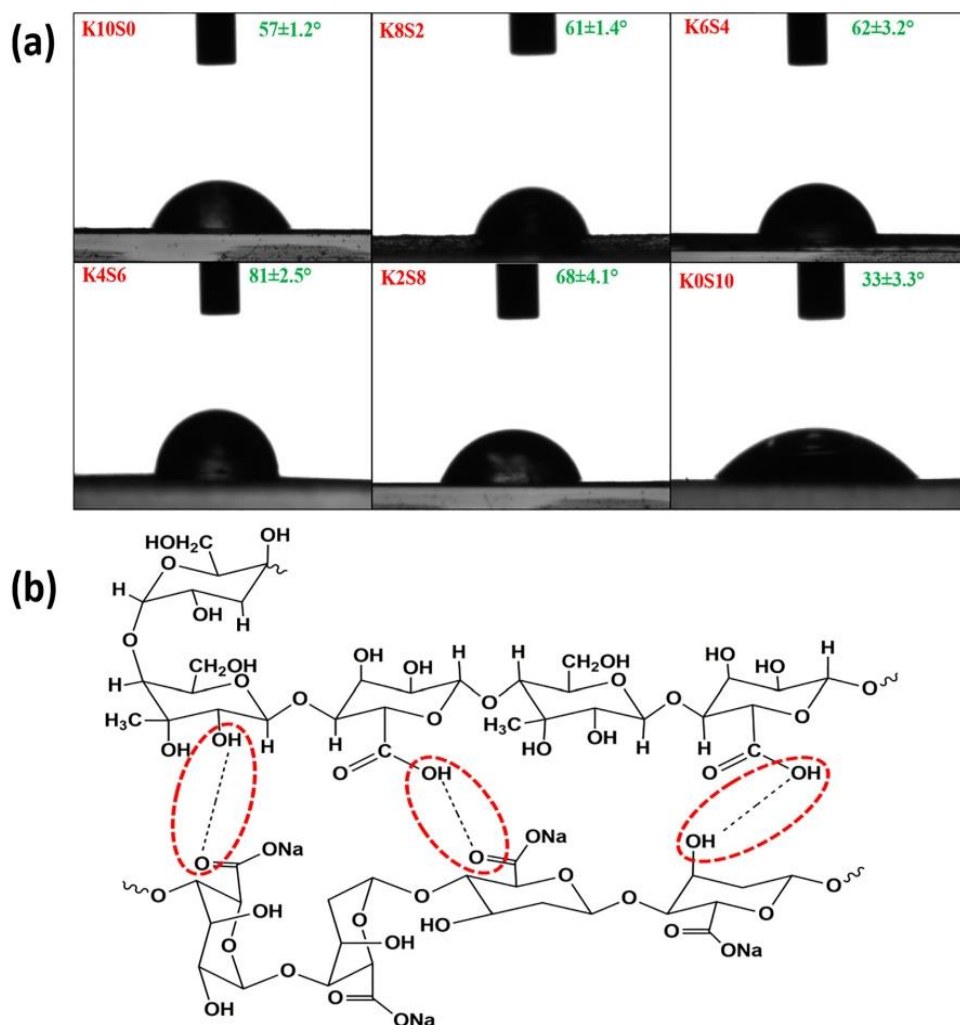 (a)
K10S0 57±1.2°
K8S2 61±1.4°
K6S4 62±3.2°
K4S6 81±2.5°
K2S8 68±4.1°
K0S10 33±3.3°
(b)
HOH₂C OH
O
H
OH H
O
CH₂OH OH OH H H CH₂OH HO HO H
H O O O O O O
H₃C H₃C
OH OH H H HO OH H H
O OH O OH
ONa ONa OH
O O
O O O O
OH HO
O OH O O O
O ONa
OH O
ONa